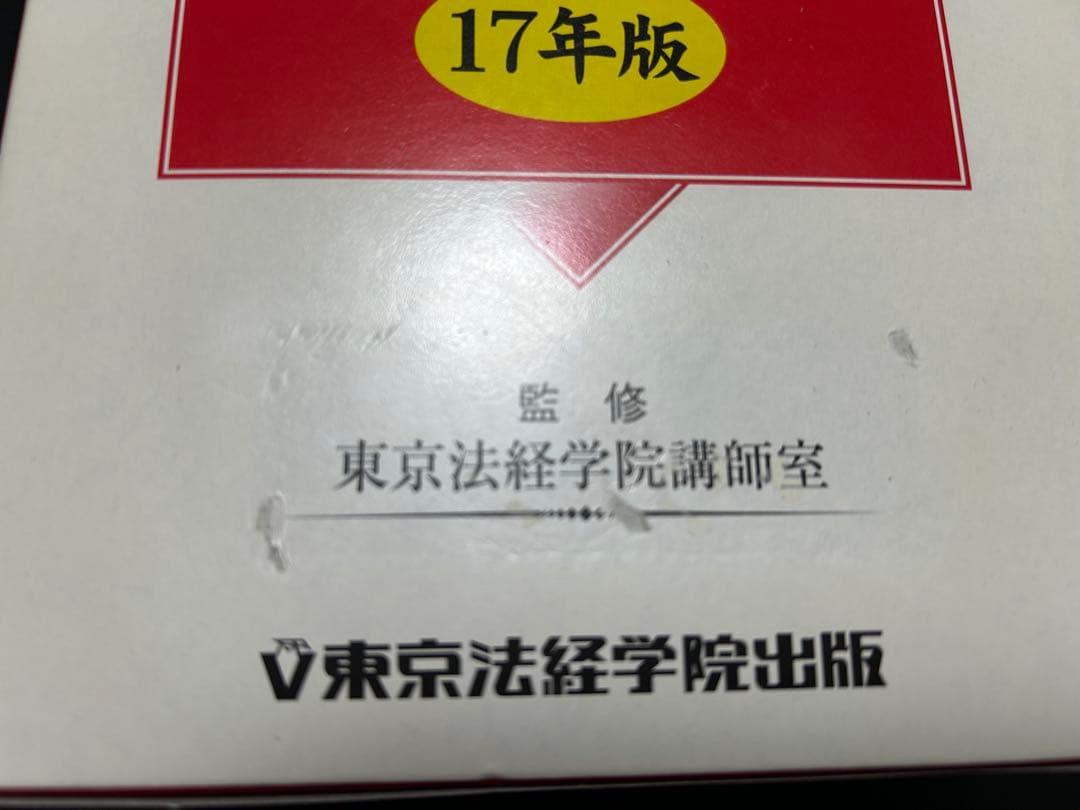 17年版
監修
東京法経学院講師室
東京法経学院出版